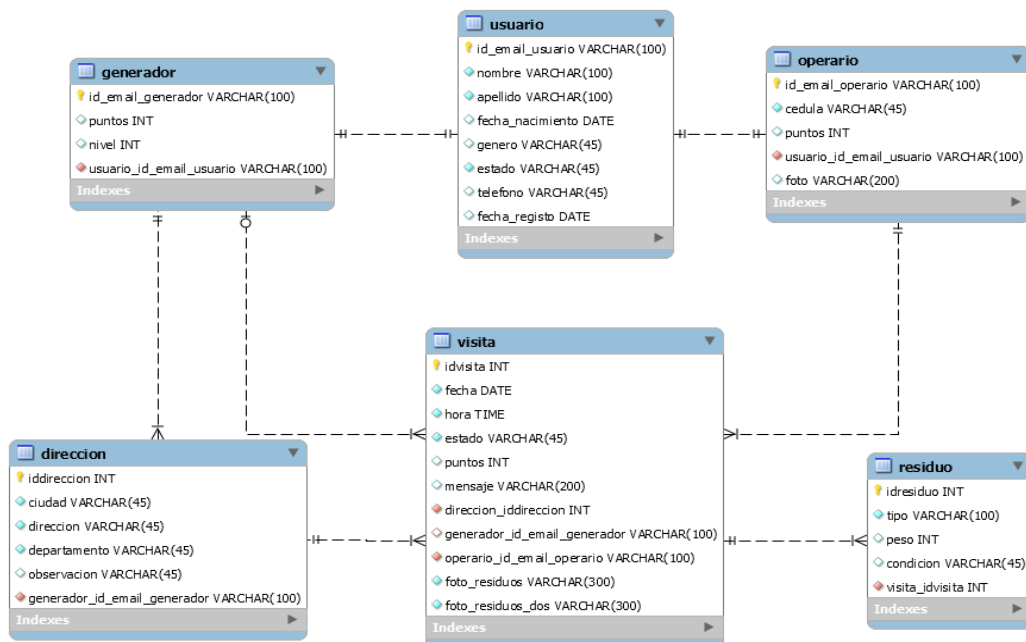 usuario
id_email_usuario VARCHAR(100)
nombre VARCHAR(100)
apellido VARCHAR(100)
fecha_nacimiento DATE
genero VARCHAR(45)
estado VARCHAR(45)
telefono VARCHAR(45)
fecha_registo DATE
Indexes
generador
id_email_generador VARCHAR(100)
puntos INT
nivel INT
usuario_id_email_usuario VARCHAR(100)
Indexes
operario
id_email_operario VARCHAR(100)
cedula VARCHAR(45)
puntos INT
usuario_id_email_usuario VARCHAR(100)
foto VARCHAR(200)
Indexes
visita
idvisita INT
fecha DATE
hora TIME
estado VARCHAR(45)
puntos INT
mensaje VARCHAR(200)
direccion_iddireccion INT
generador_id_email_generador VARCHAR(100)
operario_id_email_operario VARCHAR(100)
foto_residuos VARCHAR(300)
foto_residuos_dos VARCHAR(300)
Indexes
direccion
iddireccion INT
ciudad VARCHAR(45)
direccion VARCHAR(45)
departamento VARCHAR(45)
observacion VARCHAR(45)
generador_id_email_generador VARCHAR(100)
Indexes
residuo
idresiduo INT
tipo VARCHAR(100)
peso INT
condicion VARCHAR(45)
visita_idvisita INT
Indexes